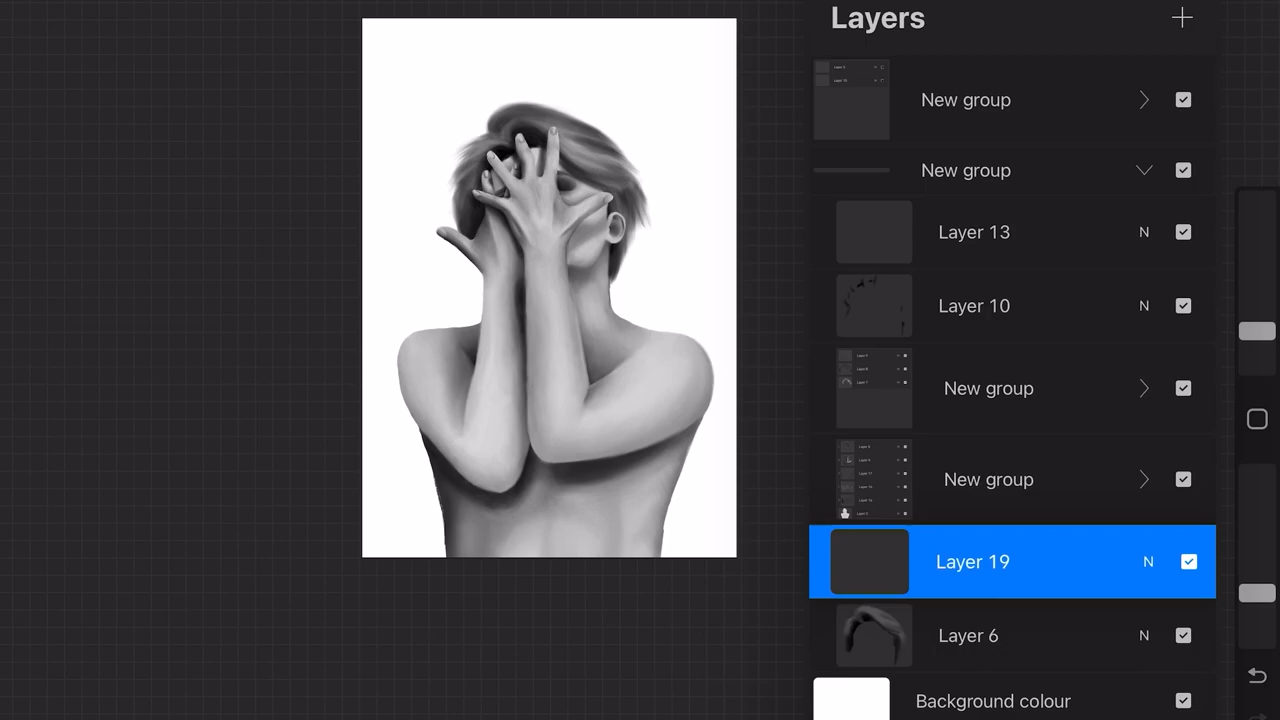 Layers
New group
New group
Layer 13 N
Layer 10 N
New group
New group
Layer 19 N
Layer 6 N
Background colour